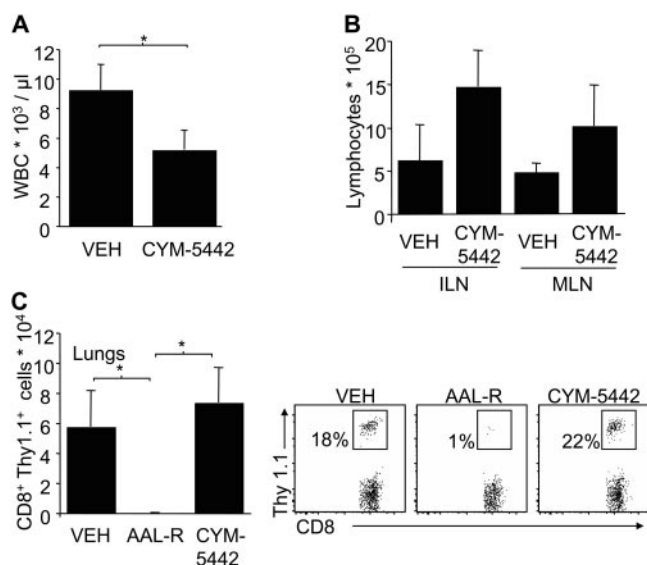 A
WBC * 10³ / µl
12
10
8
6
4
2
0
*
VEH CYM-5442
B
Lymphocytes * 10⁵
20
15
10
5
0
VEH CYM-5442 VEH CYM-5442
ILN MLN
C
CD8⁺ Thy1.1⁺ cells * 10⁴
12
10
8
6
4
2
0
Lungs
* *
VEH AAL-R CYM-5442
VEH AAL-R CYM-5442
18% 1% 22%
Thy 1.1
CD8